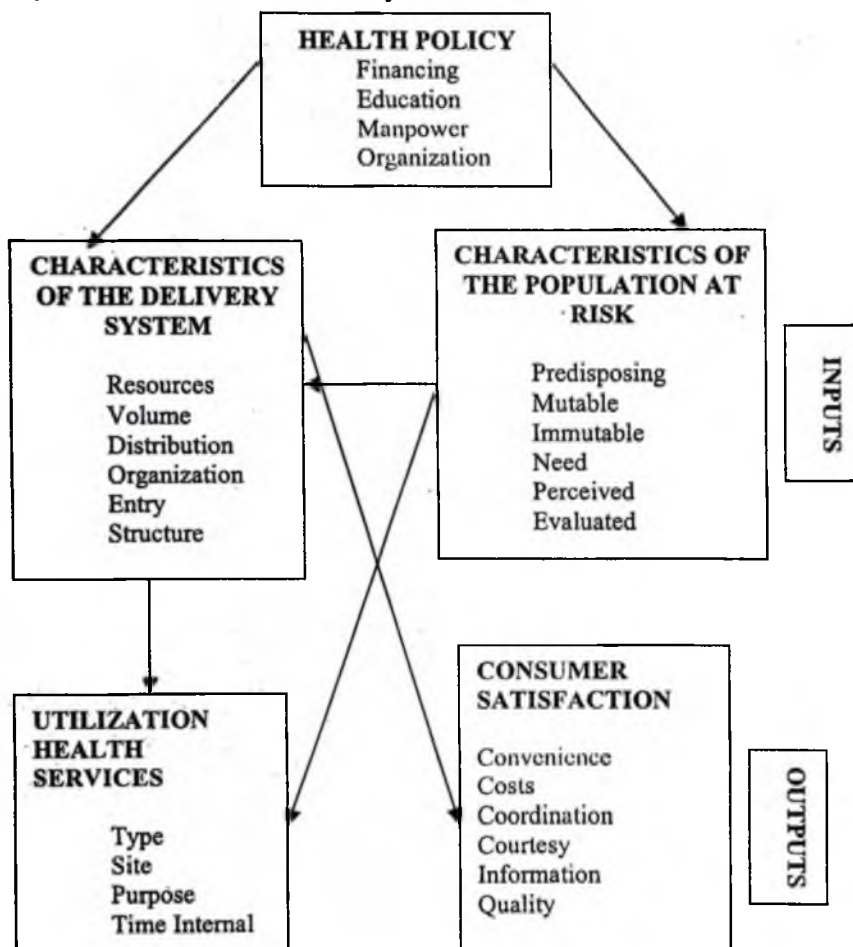 HEALTH POLICY
Financing
Education
Manpower
Organization
CHARACTERISTICS
OF THE DELIVERY
SYSTEM
Resources
Volume
Distribution
Organization
Entry
Structure
CHARACTERISTICS OF
THE POPULATION AT
RISK
Predisposing
Mutable
Immutable
Need
Perceived
Evaluated
INPUTS
UTILIZATION
HEALTH
SERVICES
Type
Site
Purpose
Time Internal
CONSUMER
SATISFACTION
Convenience
Costs
Coordination
Courtesy
Information
Quality
OUTPUTS